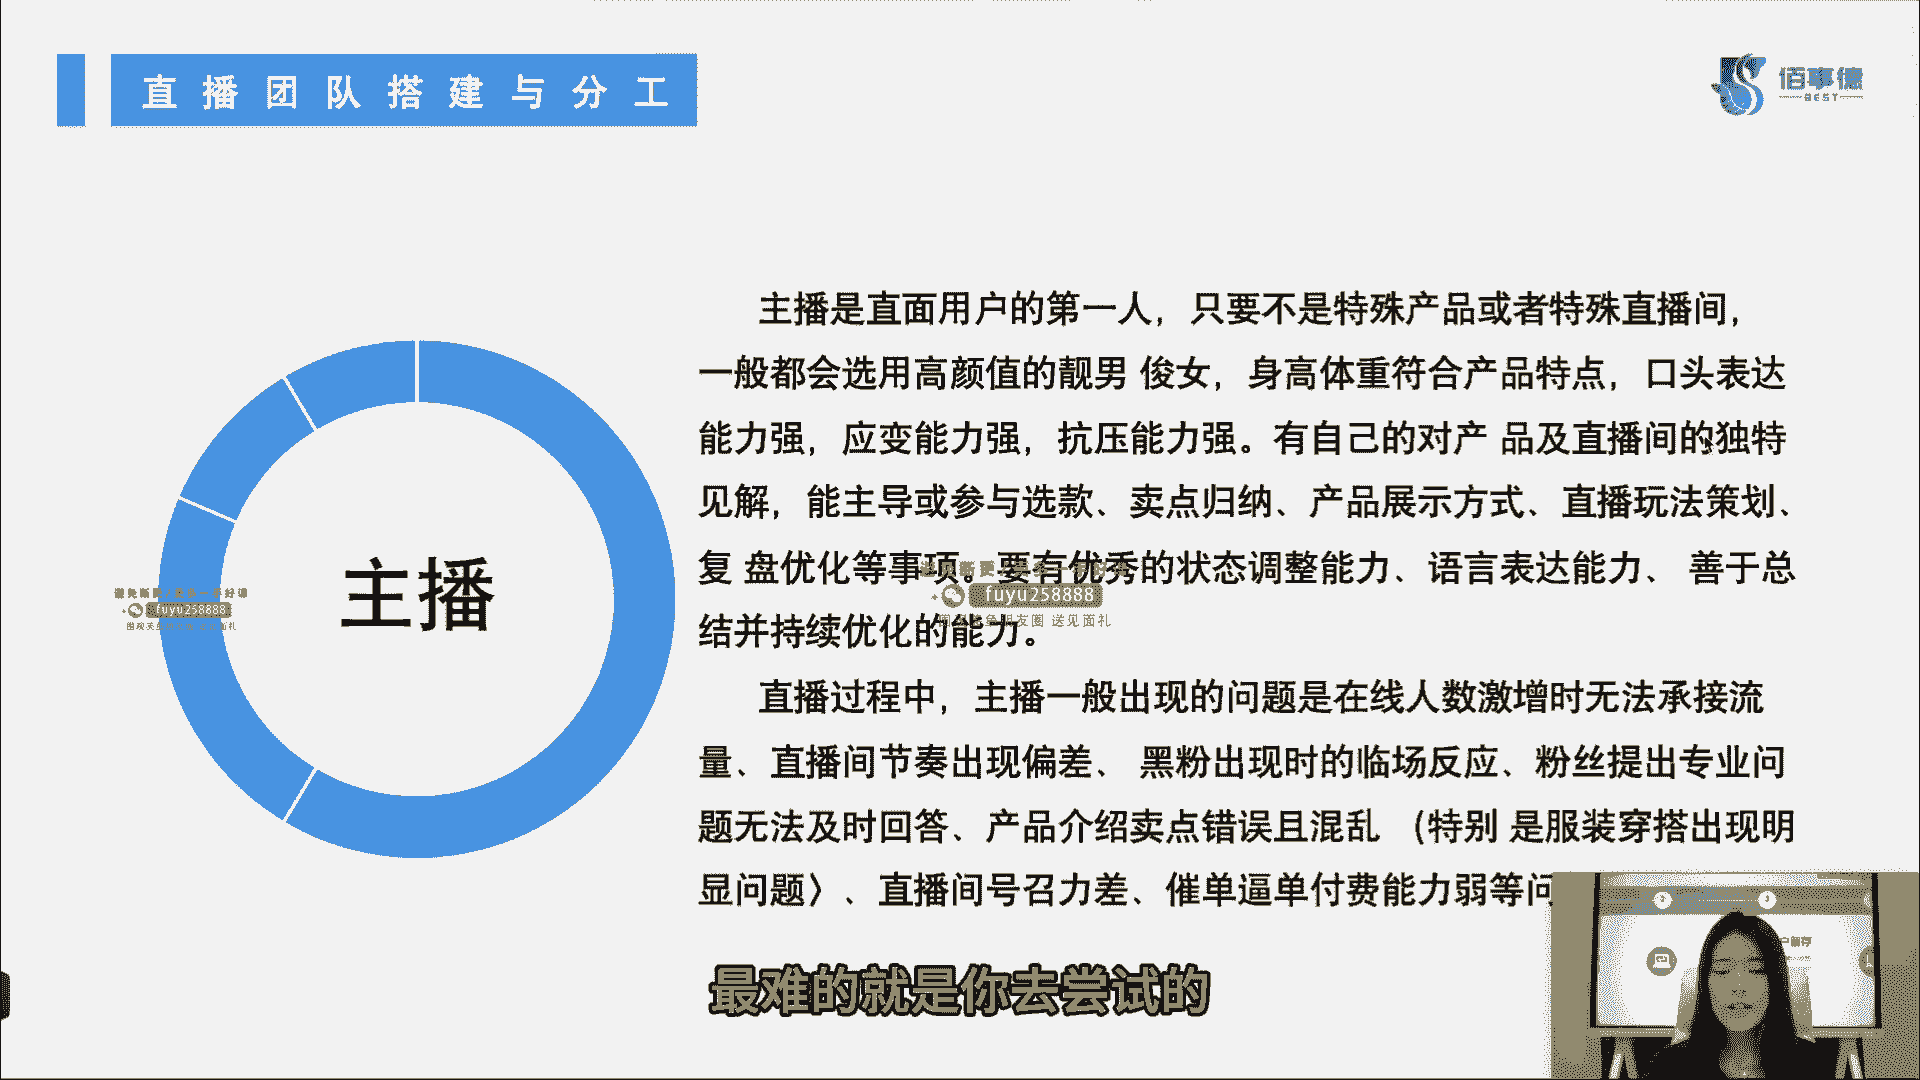 直播团队搭建与分工
佰事德
BEST
主播是直面用户的第一人，只要不是特殊产品或者特殊直播间，
一般都会选用高颜值的靓男 俊女，身高体重符合产品特点，口头表达
能力强，应变能力强，抗压能力强。有自己的对产 品及直播间的独特
见解，能主导或参与选款、卖点归纳、产品展示方式、直播玩法策划、
复 盘优化等事项。要有优秀的状态调整能力、语言表达能力、 善于总
结并持续优化的能力。
直播过程中，主播一般出现的问题是在线人数激增时无法承接流
量、直播间节奏出现偏差、 黑粉出现时的临场反应、粉丝提出专业问
题无法及时回答、产品介绍卖点错误且混乱 （特别 是服装穿搭出现明
显问题〉、直播间号召力差、催单逼单付费能力弱等问
主播
fuyu258888
fuyu258888
朋友圈 送见面礼
最难的就是你去尝试的